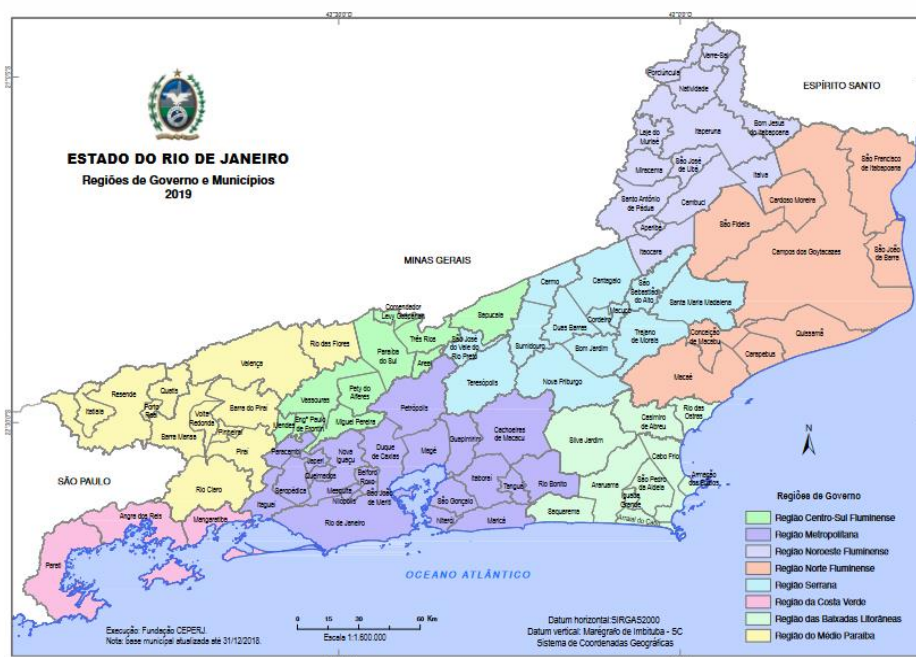 ESTADO DO RIO DE JANEIRO
Regiões de Governo e Municípios
2019
ESPÍRITO SANTO
MINAS GERAIS
SÃO PAULO
OCEANO ATLÂNTICO
Varre-Sai
Porciúncula
Natividade
Bom Jesus
do Itabapoana
Itaperuna
Laje do
Muriaé
São José
de Ubá
Miracema
Italva
Santo Antônio
de Pádua
Cambuci
Aperibé
Itaocara
São Francisco
de Itabapoana
Cardoso Moreira
São Fidélis
Campos dos Goytacazes
São João
da Barra
Quissamã
Conceição
de Macabu
Carapebus
Macaé
Carmo
Cantagalo
São
Sebastião
do Alto
Santa Maria Madalena
Macuco
Cordeiro
Duas Barras
Trajano
de Morais
Sumidouro
Bom Jardim
São José
do Vale do
Rio Preto
Teresópolis
Nova Friburgo
Comendador
Levy Gasparian
Sapucaia
Três Rios
Paraíba
do Sul
Areal
Paty do
Alferes
Vassouras
Miguel Pereira
Engº Paulo
de Frontin
Mendes
Rio das Flores
Valença
Resende
Quatis
Itatiaia
Porto
Real
Volta
Redonda
Barra do Piraí
Barra Mansa
Pinheiral
Piraí
Rio Claro
Angra dos Reis
Mangaratiba
Parati
Petrópolis
Paracambi
Japeri
Nova
Iguaçu
Duque
de Caxias
Magé
Guapimirim
Cachoeiras
de Macacu
Queimados
Belford
Roxo
Seropédica
Mesquita
Nilópolis
São João
de Meriti
Itaguaí
Rio de Janeiro
Itaboraí
Tanguá
Rio Bonito
São Gonçalo
Niterói
Maricá
Silva Jardim
Casimiro
de Abreu
Rio das
Ostras
Cabo Frio
Armação
dos Búzios
Araruama
São Pedro
da Aldeia
Iguaba
Grande
Saquarema
Arraial do Cabo
N
Regiões de Governo
Região Centro-Sul Fluminense
Região Metropolitana
Região Noroeste Fluminense
Região Norte Fluminense
Região Serrana
Região da Costa Verde
Região das Baixadas Litorâneas
Região do Médio Paraíba
Execução: Fundação CEPERJ.
Nota: base municipal atualizada até 31/12/2018.
0 15 30 60 Km
Escala 1:1.600.000
Datum horizontal:SIRGAS2000
Datum vertical: Marégrafo de Imbituba - SC
Sistema de Coordenadas Geográficas